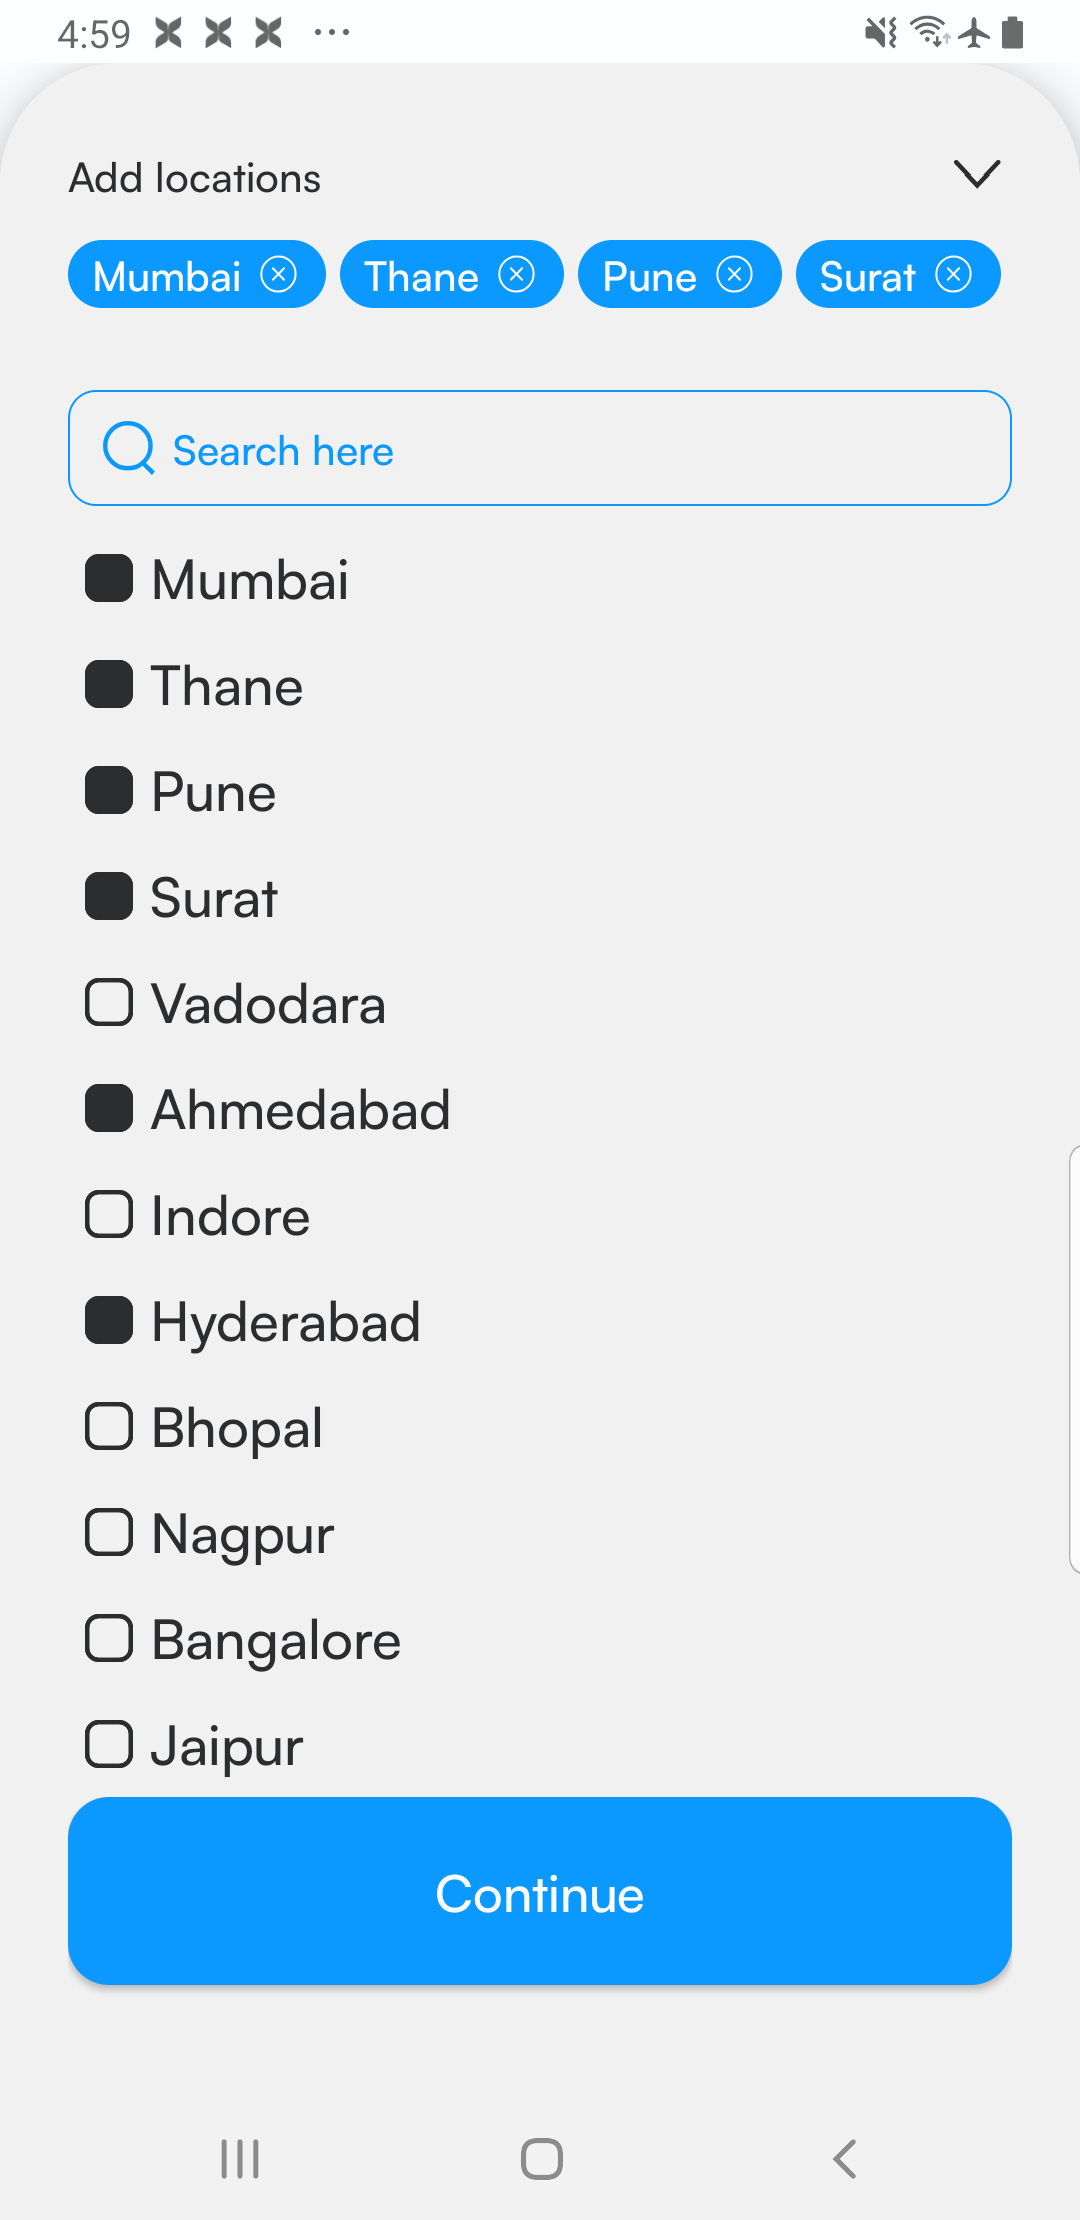 4:59
Add locations
Mumbai Thane Pune Surat
Search here
Mumbai
Thane
Pune
Surat
Vadodara
Ahmedabad
Indore
Hyderabad
Bhopal
Nagpur
Bangalore
Jaipur
Continue